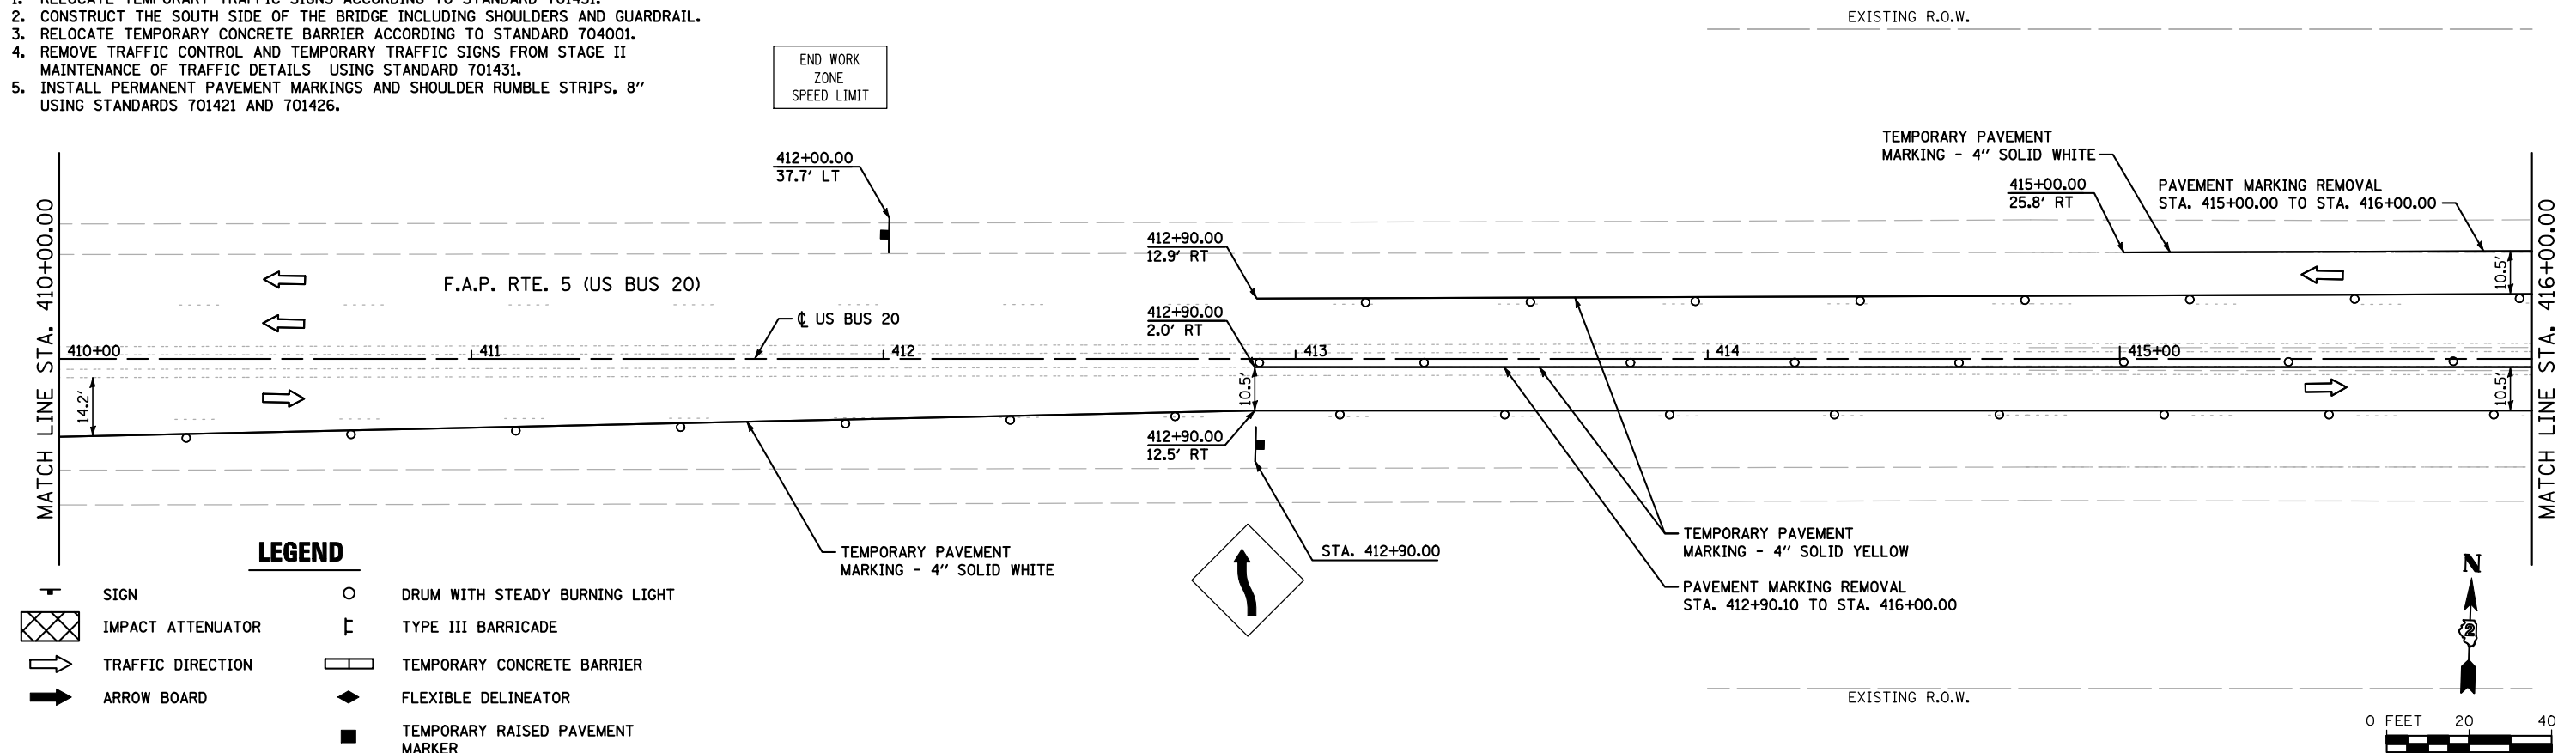 1. RELOCATE TEMPORARY TRAFFIC SIGNS ACCORDING TO STANDARD 701431.
2. CONSTRUCT THE SOUTH SIDE OF THE BRIDGE INCLUDING SHOULDERS AND GUARDRAIL.
3. RELOCATE TEMPORARY CONCRETE BARRIER ACCORDING TO STANDARD 704001.
4. REMOVE TRAFFIC CONTROL AND TEMPORARY TRAFFIC SIGNS FROM STAGE II
MAINTENANCE OF TRAFFIC DETAILS USING STANDARD 701431.
5. INSTALL PERMANENT PAVEMENT MARKINGS AND SHOULDER RUMBLE STRIPS, 8"
USING STANDARDS 701421 AND 701426.
END WORK
ZONE
SPEED LIMIT
EXISTING R.O.W.
TEMPORARY PAVEMENT
MARKING - 4" SOLID WHITE
412+00.00
37.7' LT
415+00.00
25.8' RT
PAVEMENT MARKING REMOVAL
STA. 415+00.00 TO STA. 416+00.00
MATCH LINE STA. 410+00.00
412+90.00
12.9' RT
F.A.P. RTE. 5 (US BUS 20)
10.5'
MATCH LINE STA. 416+00.00
℄ US BUS 20
412+90.00
2.0' RT
410+00
411
412
413
414
415+00
14.2'
10.5'
10.5'
412+90.00
12.5' RT
TEMPORARY PAVEMENT
MARKING - 4" SOLID WHITE
STA. 412+90.00
TEMPORARY PAVEMENT
MARKING - 4" SOLID YELLOW
PAVEMENT MARKING REMOVAL
STA. 412+90.10 TO STA. 416+00.00
LEGEND
SIGN
DRUM WITH STEADY BURNING LIGHT
IMPACT ATTENUATOR
TYPE III BARRICADE
TRAFFIC DIRECTION
TEMPORARY CONCRETE BARRIER
ARROW BOARD
FLEXIBLE DELINEATOR
TEMPORARY RAISED PAVEMENT
MARKER
EXISTING R.O.W.
N
2
0 FEET 20 40